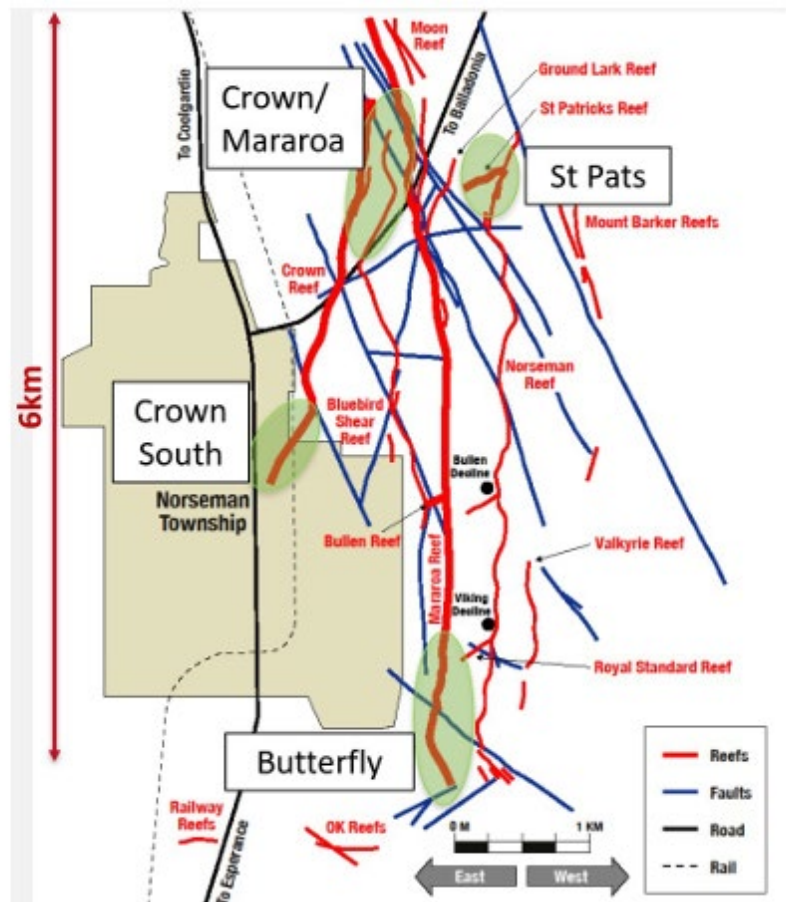 Moon
Reef
To Balladonia
Ground Lark Reef
St Patricks Reef
To Coolgardie
Crown/
Mararoa
St Pats
Mount Barker Reefs
Crown
Reef
6km
Norseman
Reef
Crown
South
Bluebird
Shear
Reef
Bullen
Decline
Norseman
Township
Bullen Reef
Mararoa Reef
Valkyrie Reef
Viking
Decline
Royal Standard Reef
Butterfly
Railway
Reefs
To Esperance
OK Reefs
0 M
1 KM
East
West
Reefs
Faults
Road
Rail